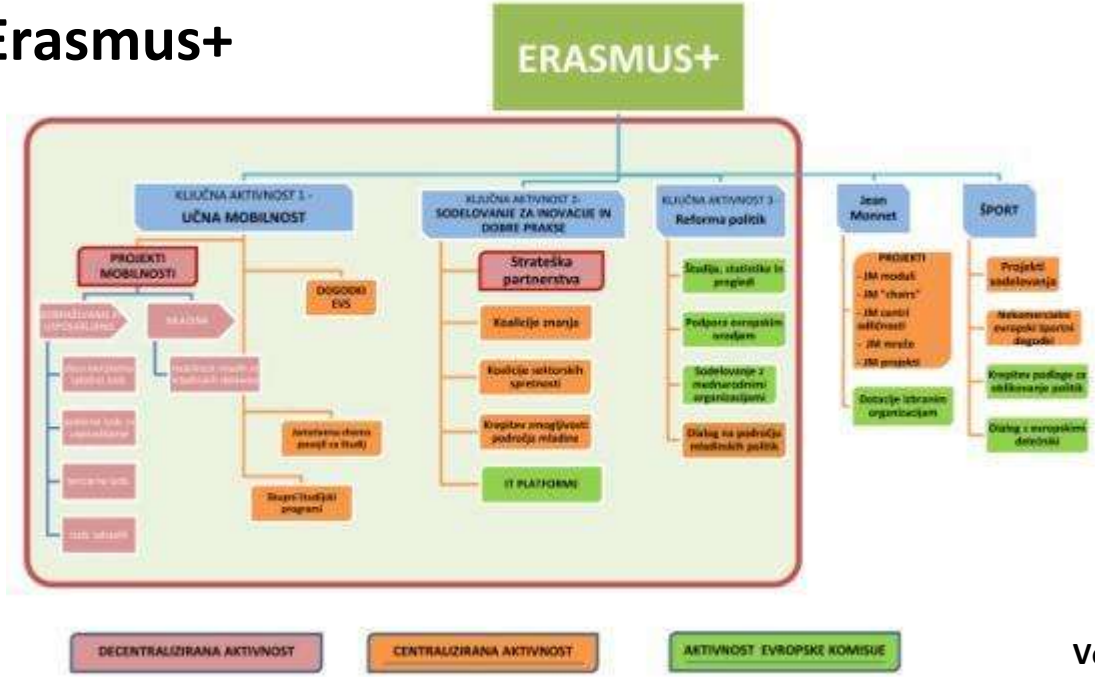 Erasmus+
ERASMUS+
KLJUČNA AKTIVNOST 1 -
UČNA MOBILNOST
PROJEKTI
MOBILNOSTI
DOGODKI
EVS
MLADINA
Skupni študijski
programi
KLJUČNA AKTIVNOST 2-
SODELOVANJE ZA INOVACIJE IN
DOBRE PRAKSE
Strateška
partnerstva
Koalicije znanja
Koalicije sektorskih
spretnosti
Krepitev zmogljivosti
področja mladine
IT PLATFORME
KLJUČNA AKTIVNOST 3 -
Reforma politik
Študije, statistike in
pregledi
Podpora evropskim
orodjem
Sodelovanje z
mednarodnimi
organizacijami
Dialog na področju
mladinskih politik
Jean
Monnet
PROJEKTI
- JM moduli
- JM "chairs"
- JM centri
odličnosti
- JM mreže
- JM projekti
Dotacije izbranim
organizacijam
ŠPORT
Projekti
sodelovanja
Nekomercialni
evropski športni
dogodki
Krepitev podlage za
oblikovanje politik
Dialog z evropskimi
deležniki
DECENTRALIZIRANA AKTIVNOST
CENTRALIZIRANA AKTIVNOST
AKTIVNOST EVROPSKE KOMISIJE